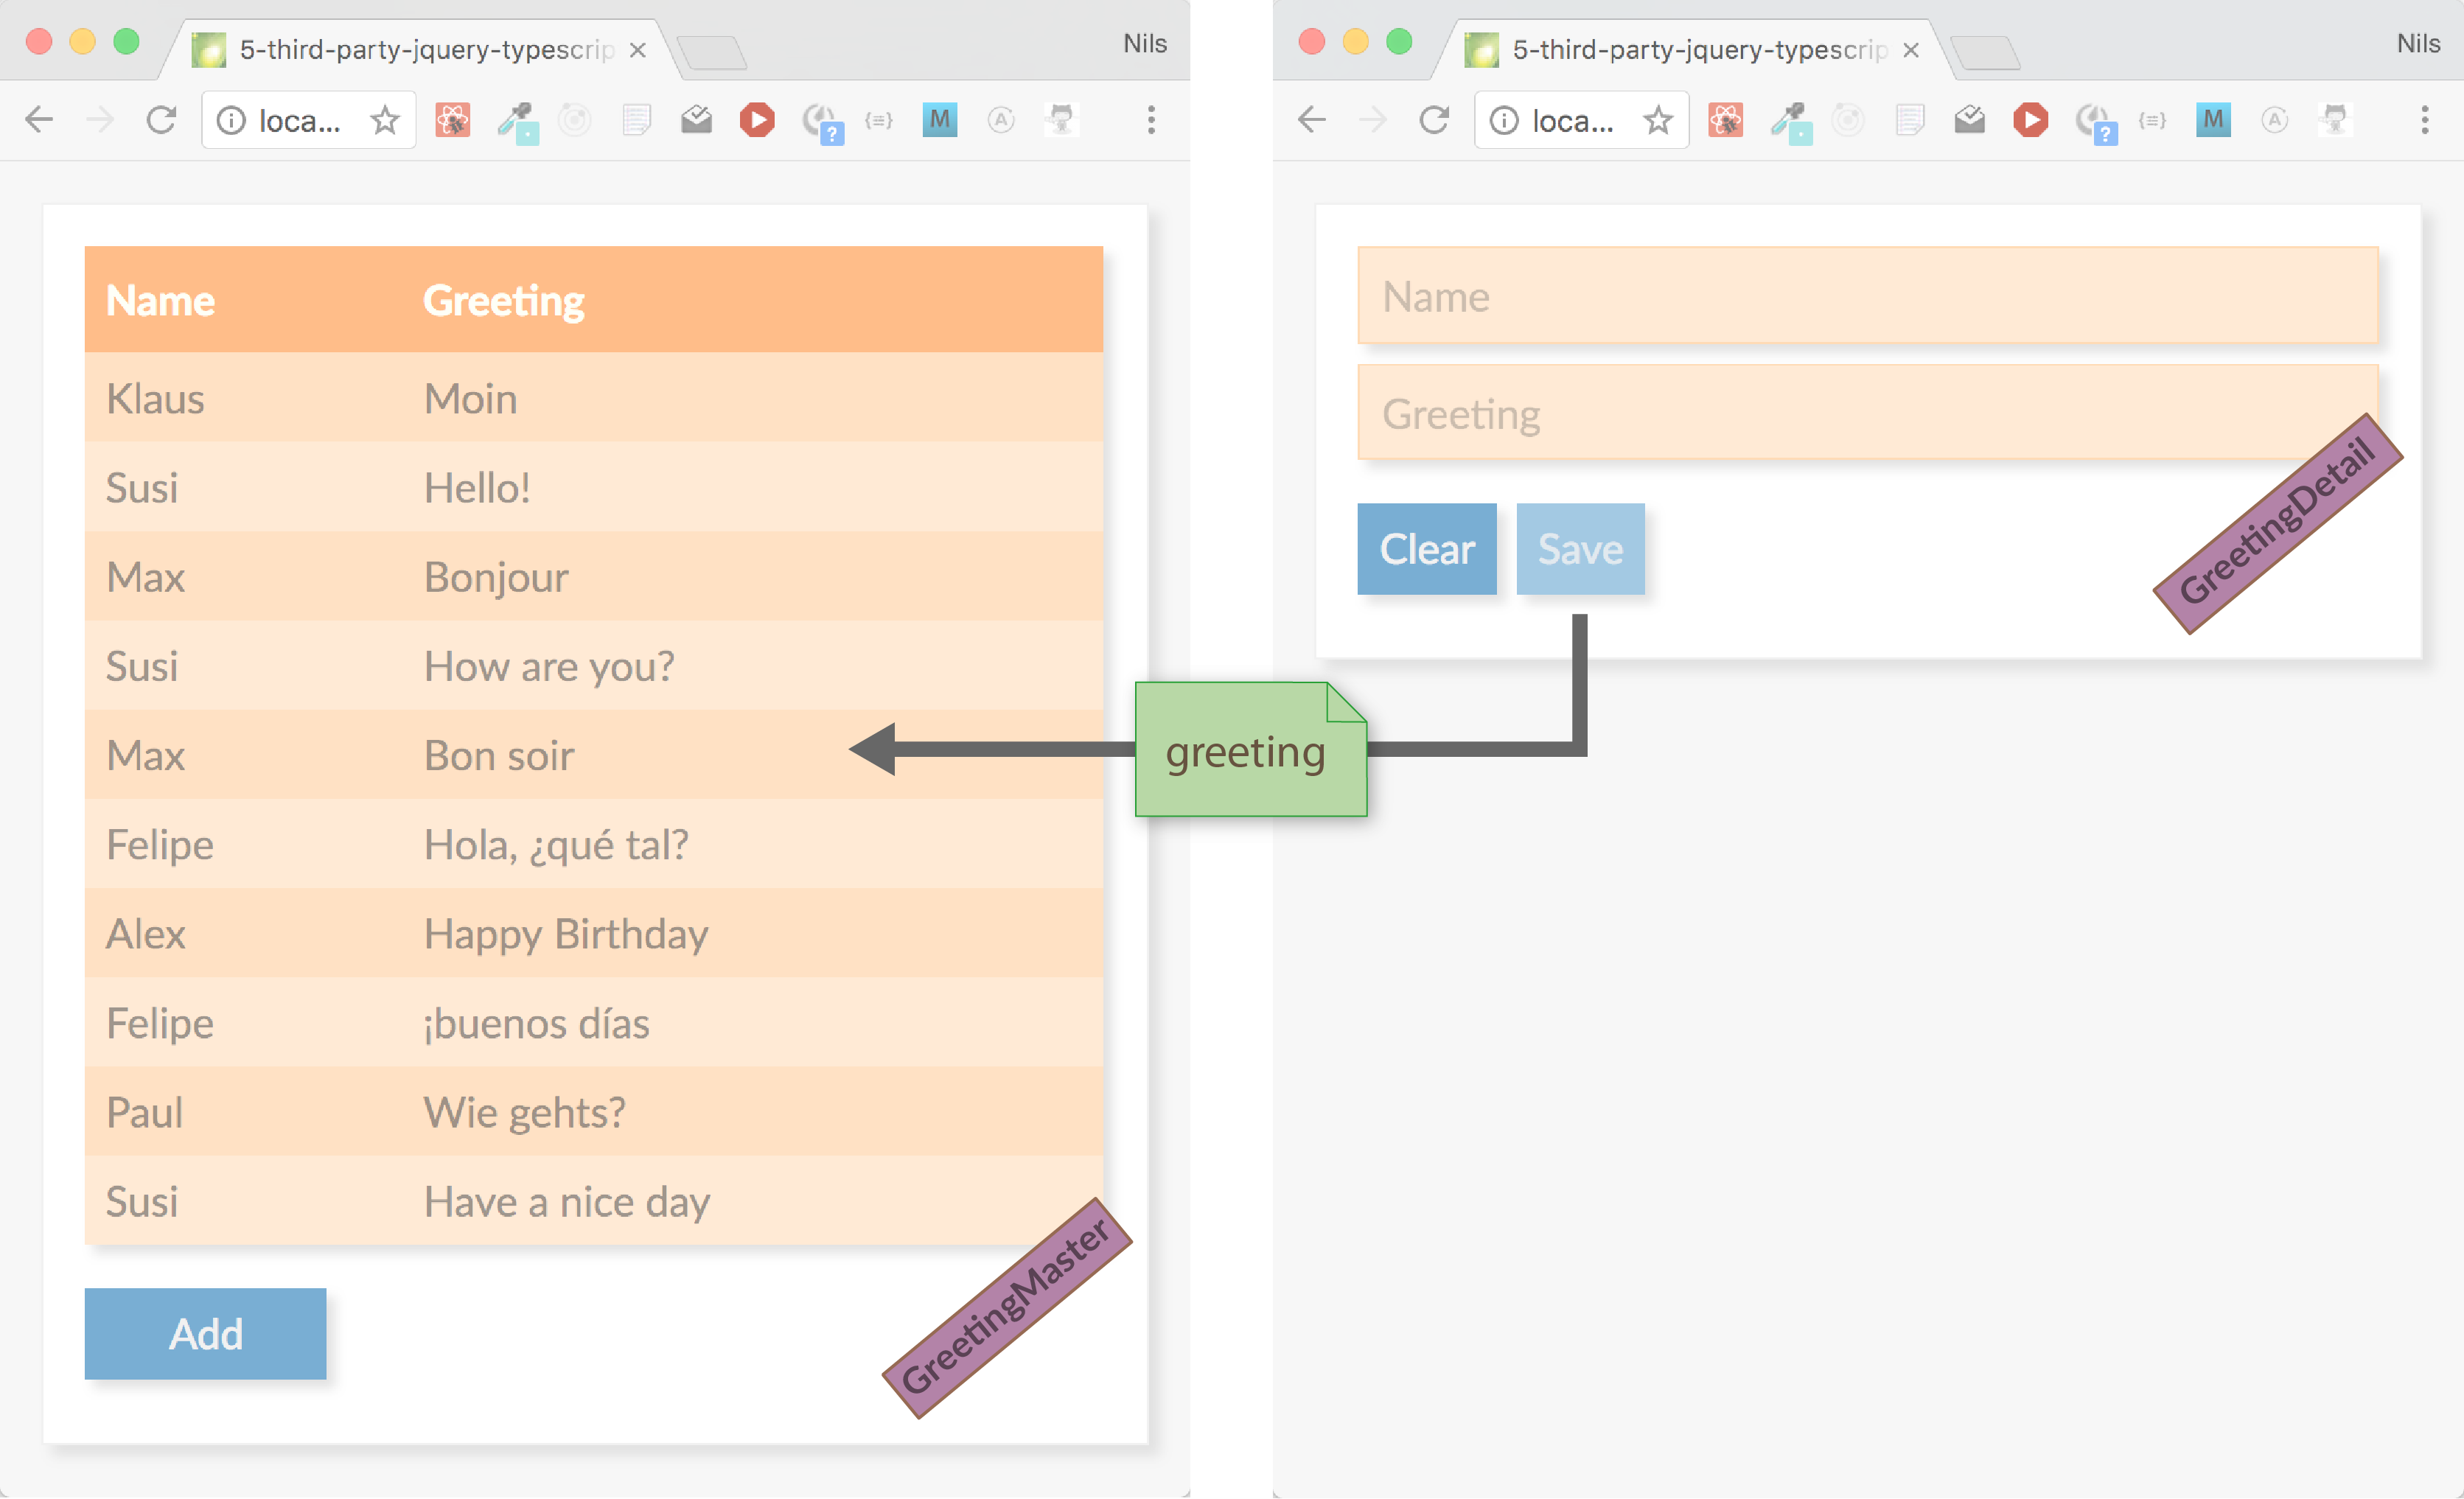 5-third-party-jquery-typescrip
Nils
loca...
?
{≡}
M
A
Name Greeting
Klaus Moin
Susi Hello!
Max Bonjour
Susi How are you?
Max Bon soir
Felipe Hola, ¿qué tal?
Alex Happy Birthday
Felipe ¡buenos días
Paul Wie gehts?
Susi Have a nice day
Add
GreetingMaster
greeting
5-third-party-jquery-typescrip
Nils
loca...
?
{≡}
M
A
Name
Greeting
Clear Save
GreetingDetail